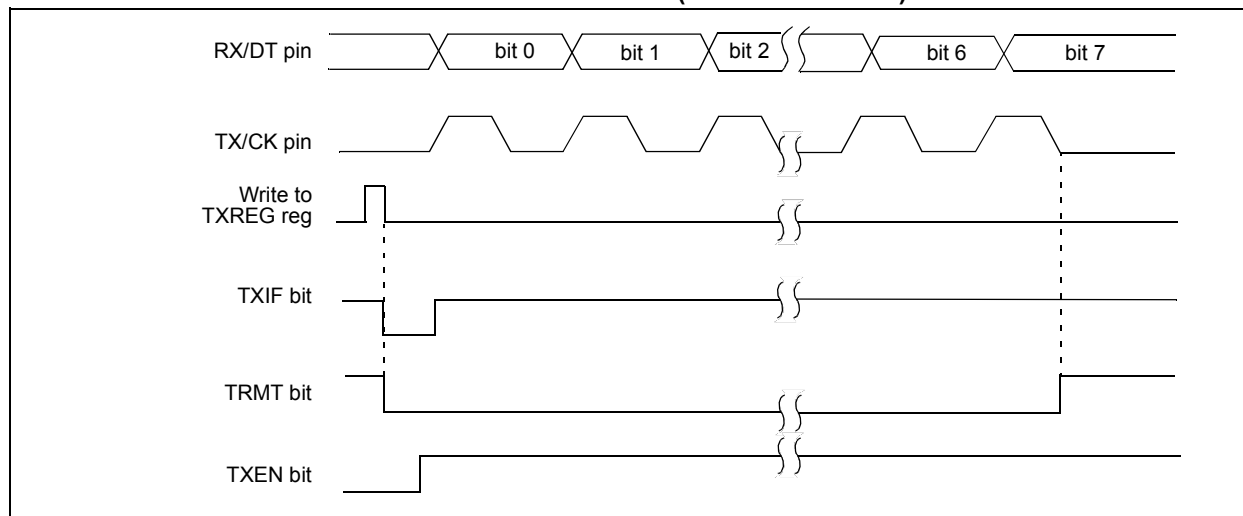 RX/DT pin
bit 0
bit 1
bit 2
bit 6
bit 7
TX/CK pin
Write to
TXREG reg
TXIF bit
TRMT bit
TXEN bit